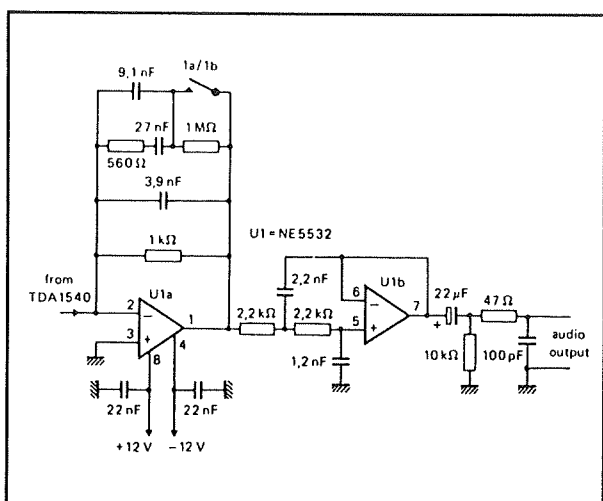 9,1 nF
1a/1b
27 nF
1 MΩ
560 Ω
3,9 nF
1 kΩ
U1 = NE5532
from
TDA1540
U1a
2
3
1
8
4
22 nF
22 nF
+12 V
−12 V
2,2 kΩ
2,2 nF
2,2 kΩ
1,2 nF
U1b
6
5
7
22 µF
+
10 kΩ
47 Ω
100 pF
audio
output